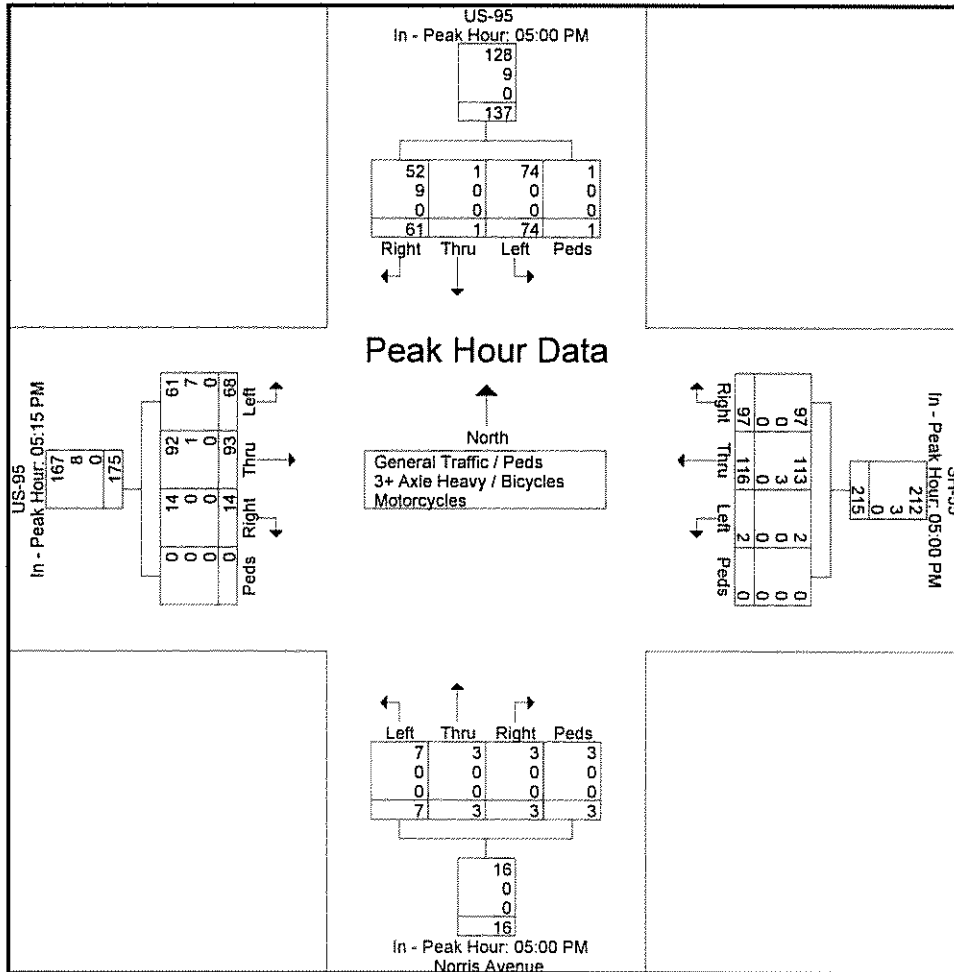 US-95
In - Peak Hour: 05:00 PM
128
9
0
137
52 1 74 1
9 0 0 0
0 0 0 0
61 1 74 1
Right Thru Left Peds
Peak Hour Data
North
General Traffic / Peds
3+ Axle Heavy / Bicycles
Motorcycles
US-95
In - Peak Hour: 05:15 PM
167
8
0
175
61 7 0 68 Left
92 1 0 93 Thru
14 0 0 14 Right
0 0 0 0 Peds
Right 97 0 0 97
Thru 116 0 3 113
Left 2 0 0 2
Peds 0 0 0 0
212
3
0
215
In - Peak Hour: 05:00 PM
Left Thru Right Peds
7 3 3 3
0 0 0 0
0 0 0 0
7 3 3 3
16
0
0
16
In - Peak Hour: 05:00 PM
Norris Avenue